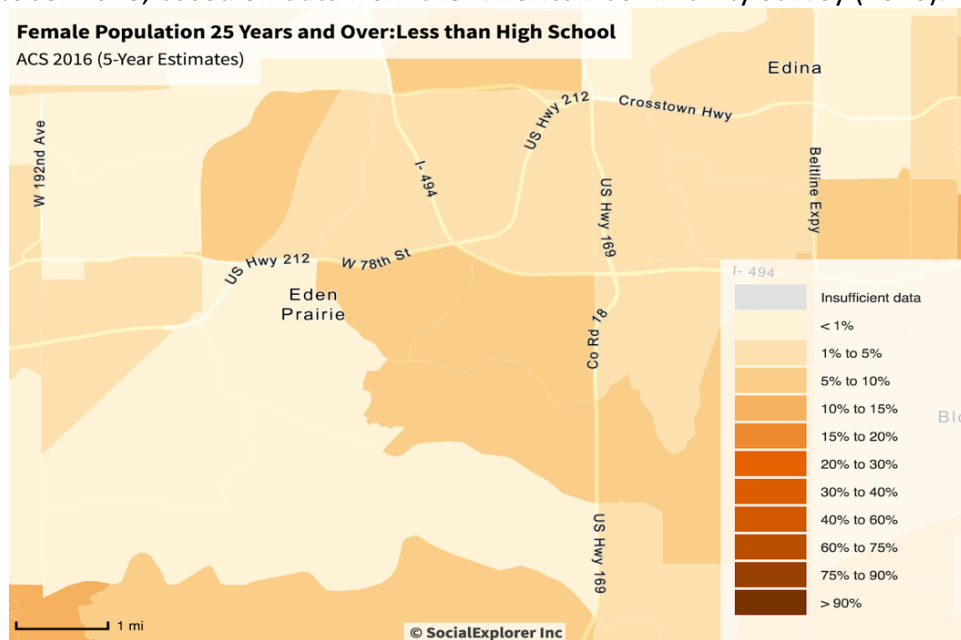 Female Population 25 Years and Over:Less than High School
ACS 2016 (5-Year Estimates)
Edina
US Hwy 212
Crosstown Hwy
W 192nd Ave
I- 494
Beltline Expy
US Hwy 169
US Hwy 212
W 78th St
I- 494
Eden
Prairie
Co Rd 18
Insufficient data
< 1%
1% to 5%
5% to 10%
10% to 15%
15% to 20%
20% to 30%
30% to 40%
40% to 60%
60% to 75%
75% to 90%
> 90%
US Hwy 169
1 mi
© SocialExplorer Inc